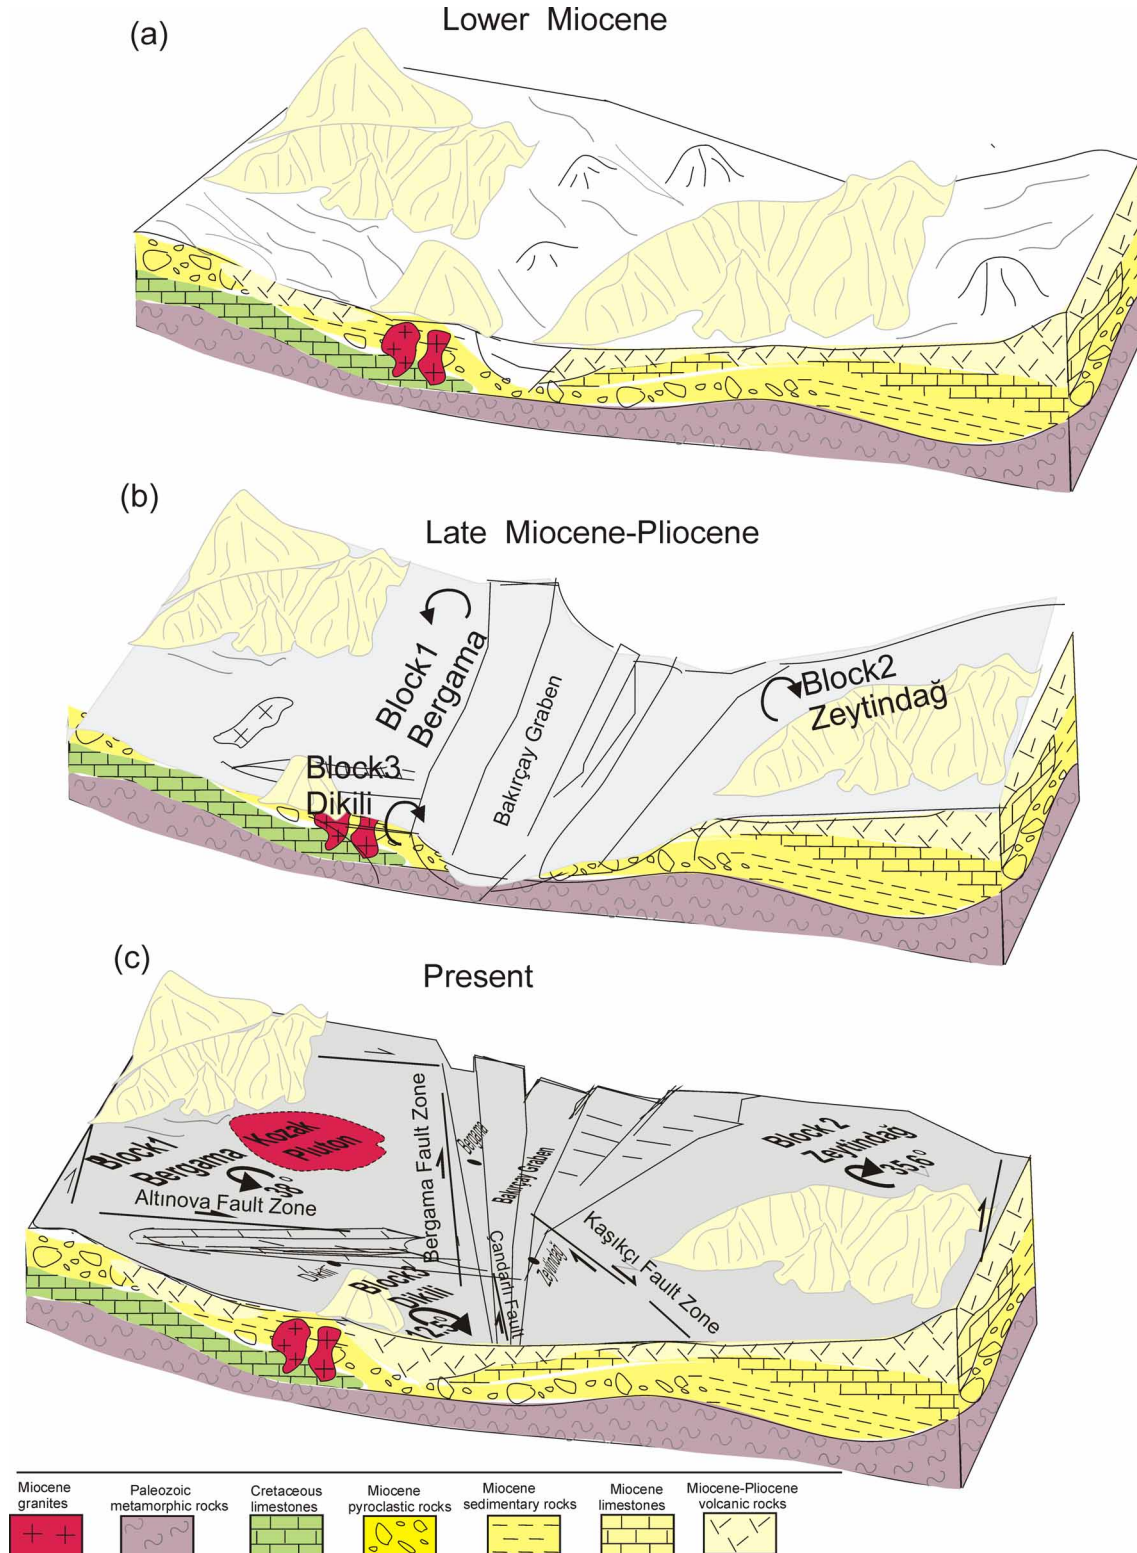 (a)
Lower Miocene
(b)
Late Miocene-Pliocene
Block1
Bergama
Bakırçay Graben
Block2
Zeytindağ
Block3
Dikili
(c)
Present
Kozak
Pluton
Block1
Bergama
38°
Altınova Fault Zone
Bergama Fault Zone
Bergama
Bakırçay Graben
Block 2
Zeytindağ
35,6°
Kaşıkçı Fault Zone
Zeytindağ
Çandarlı Fault
Dikili
Block3
Dikili
12,5°
Miocene
granites
Paleozoic
metamorphic rocks
Cretaceous
limestones
Miocene
pyroclastic rocks
Miocene
sedimentary rocks
Miocene
limestones
Miocene-Pliocene
volcanic rocks